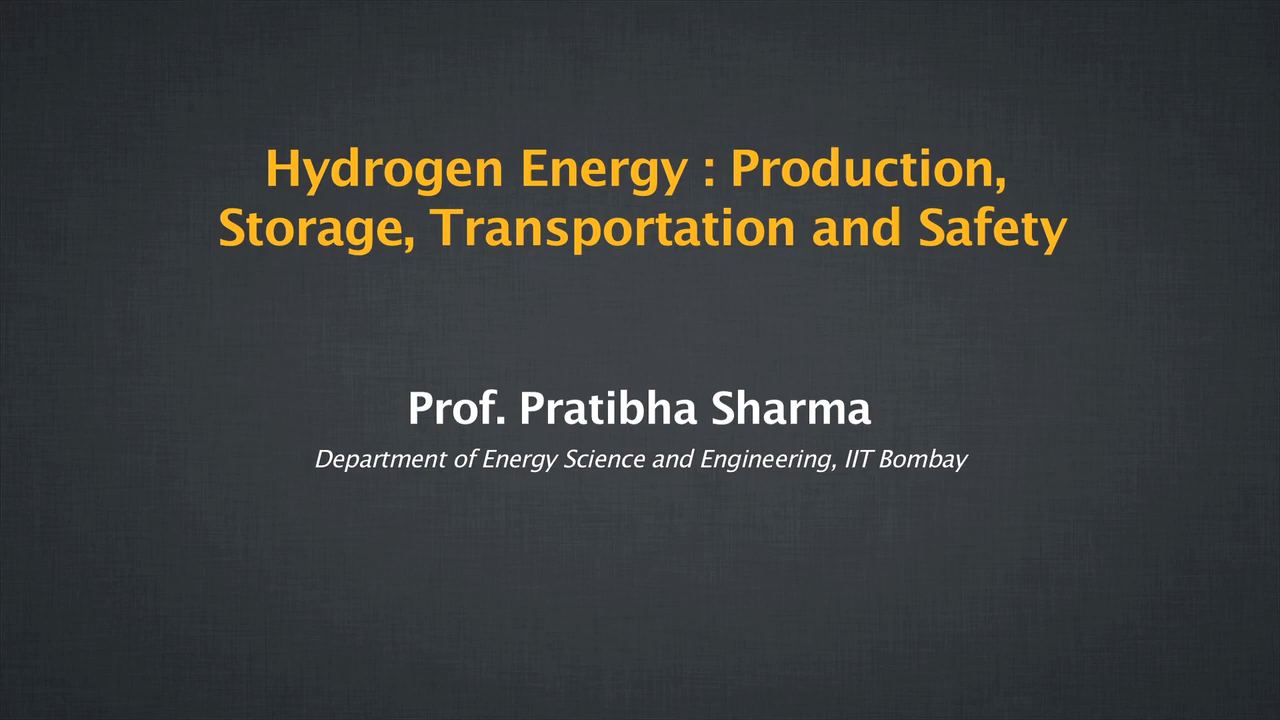 Hydrogen Energy : Production,
Storage, Transportation and Safety
Prof. Pratibha Sharma
Department of Energy Science and Engineering, IIT Bombay